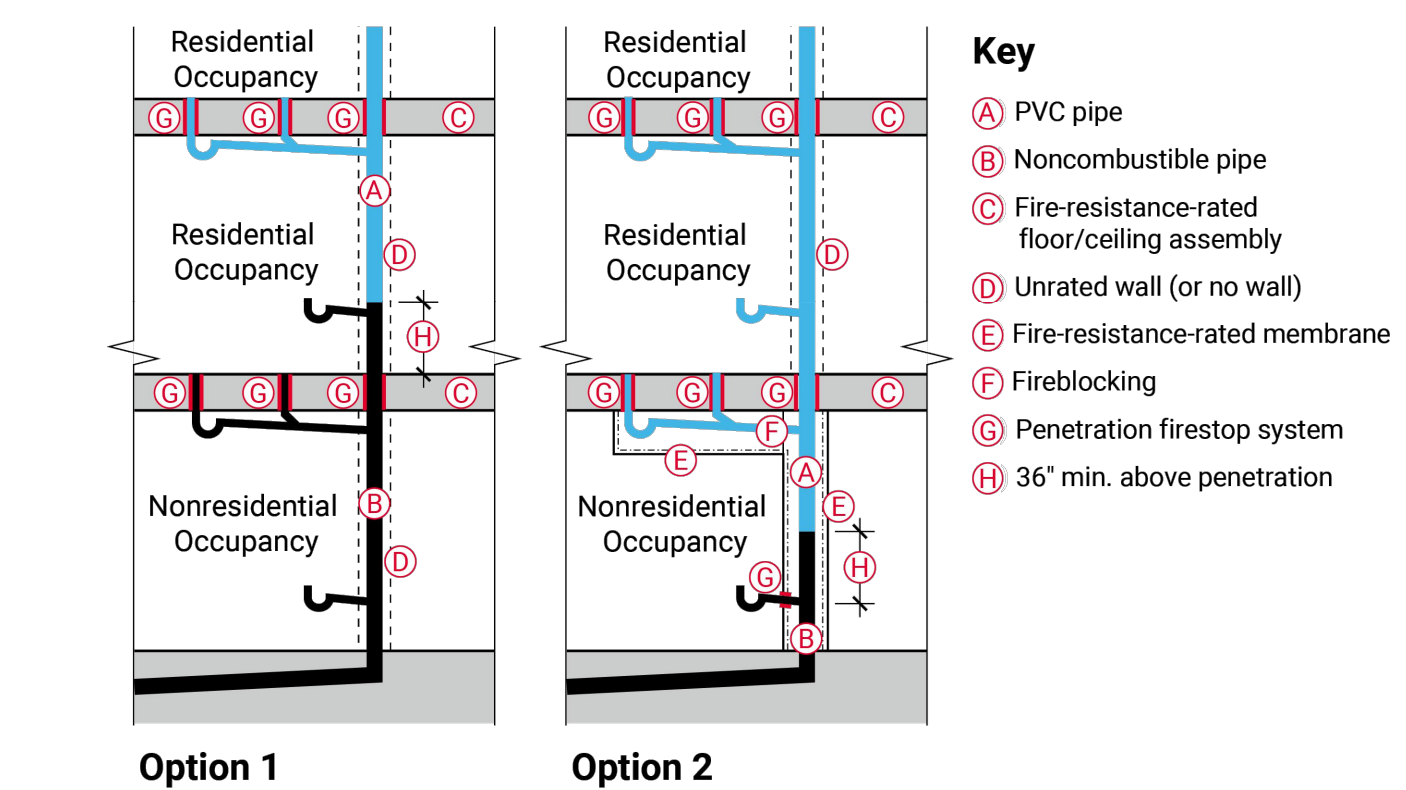 Residential
Occupancy
G
G
G
C
A
Residential
Occupancy
D
H
G
G
G
C
Nonresidential
Occupancy
B
D
Option 1
Residential
Occupancy
G
G
G
C
Residential
Occupancy
D
G
G
G
C
F
E
A
Nonresidential
Occupancy
E
G
H
B
Option 2
Key
A PVC pipe
B Noncombustible pipe
C Fire-resistance-rated
floor/ceiling assembly
D Unrated wall (or no wall)
E Fire-resistance-rated membrane
F Fireblocking
G Penetration firestop system
H 36" min. above penetration